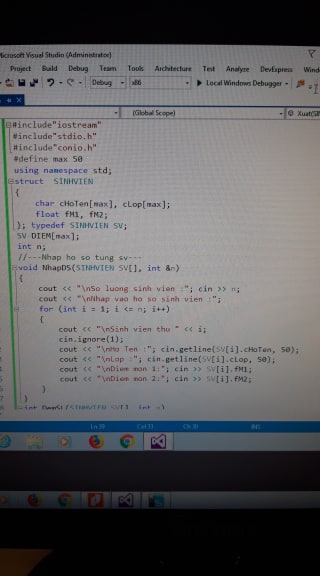 Microsoft Visual Studio (Administrator)
Project Build Debug Team Tools Architecture Test Analyze DevExpress Wind
Debug x86 Local Windows Debugger
(Global Scope) Xuat(SIN
#include"iostream"
#include"stdio.h"
#include"conio.h"
#define max 50
using namespace std;
struct SINHVIEN
{
char cHoTen[max], cLop[max];
float fM1, fM2;
}; typedef SINHVIEN SV;
SV DIEM[max];
int n;
//---Nhap ho so tung sv---
void NhapDS(SINHVIEN SV[], int &n)
{
cout << "\nSo luong sinh vien :"; cin >> n;
cout << "\nNhap vao ho so sinh vien :";
for (int i = 1; i <= n; i++)
{
cout << "\nSinh vien thu " << i;
cin.ignore(1);
cout << "\nHo Ten :"; cin.getline(SV[i].cHoTen, 50);
cout << "\nLop :"; cin.getline(SV[i].cLop, 50);
cout << "\nDiem mon 1:"; cin >> SV[i].fM1;
cout << "\nDiem mon 2:"; cin >> SV[i].fM2;
}
}
Ln 59 Col 33 Ch 30 INS